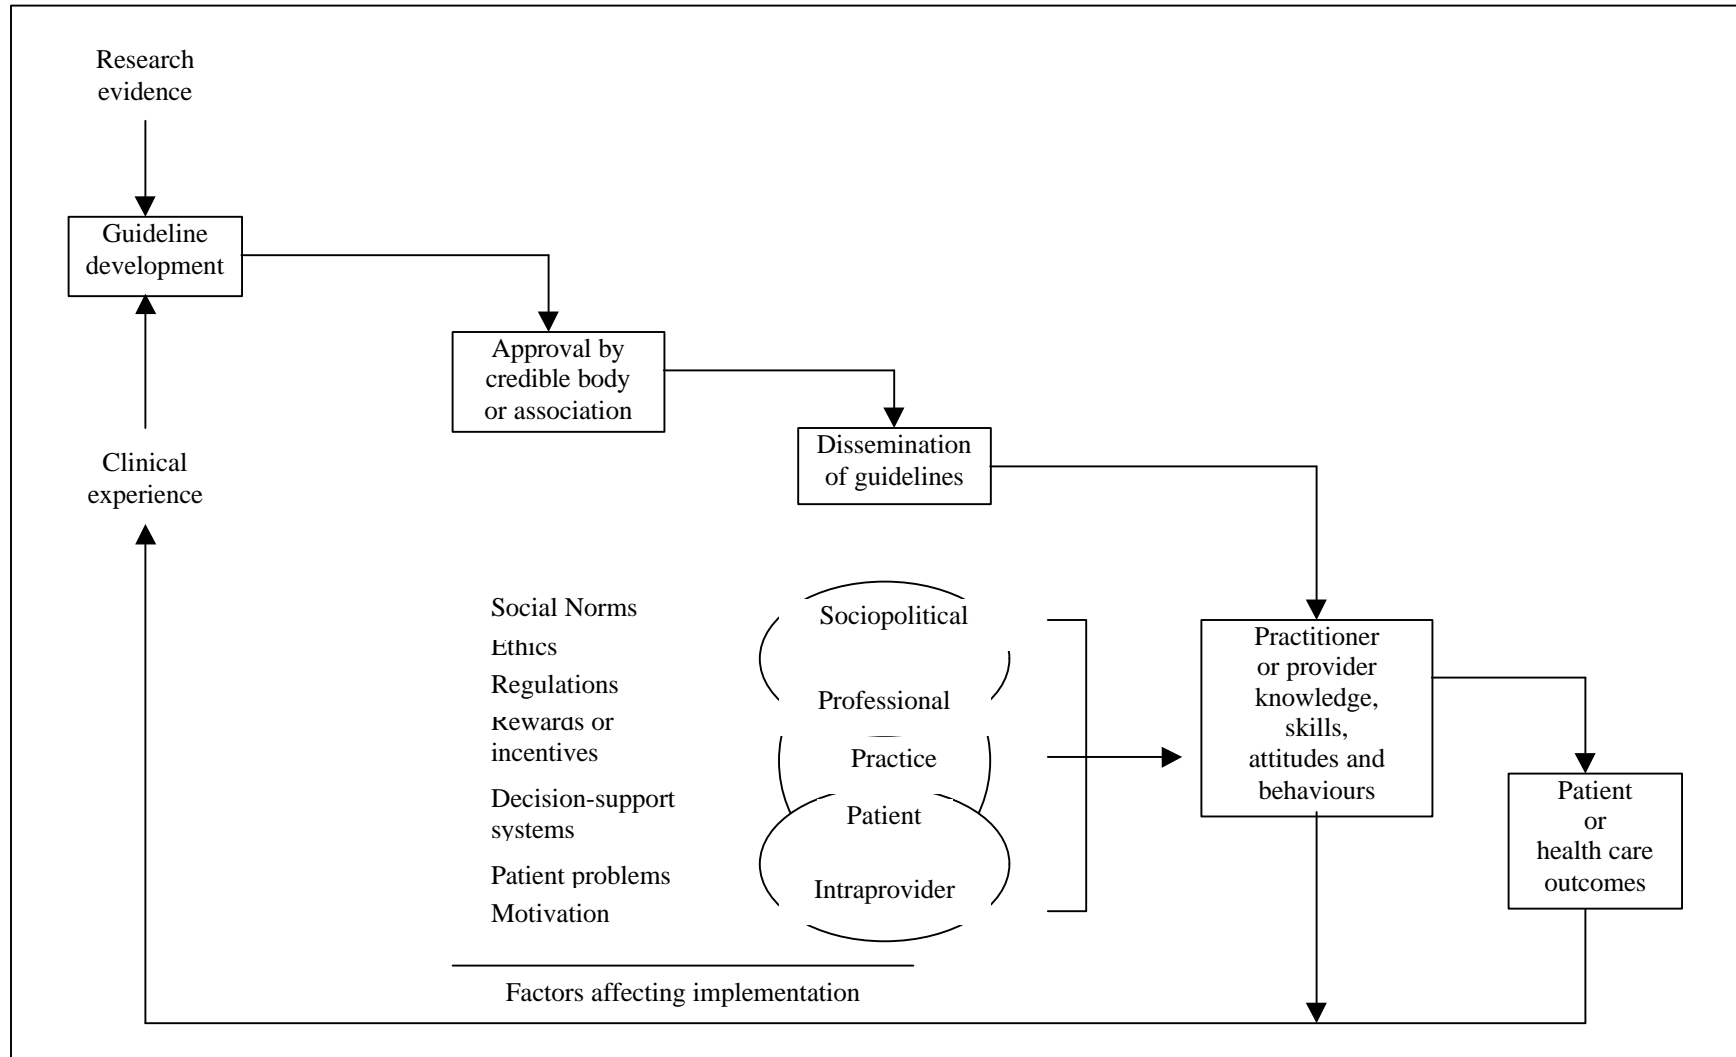 Research
evidence
Guideline
development
Approval by
credible body
or association
Dissemination
of guidelines
Clinical
experience
Social Norms
Ethics
Regulations
Rewards or
incentives
Decision-support
systems
Patient problems
Motivation
Sociopolitical
Professional
Practice
Patient
Intraprovider
Practitioner
or provider
knowledge,
skills,
attitudes and
behaviours
Patient
or
health care
outcomes
Factors affecting implementation